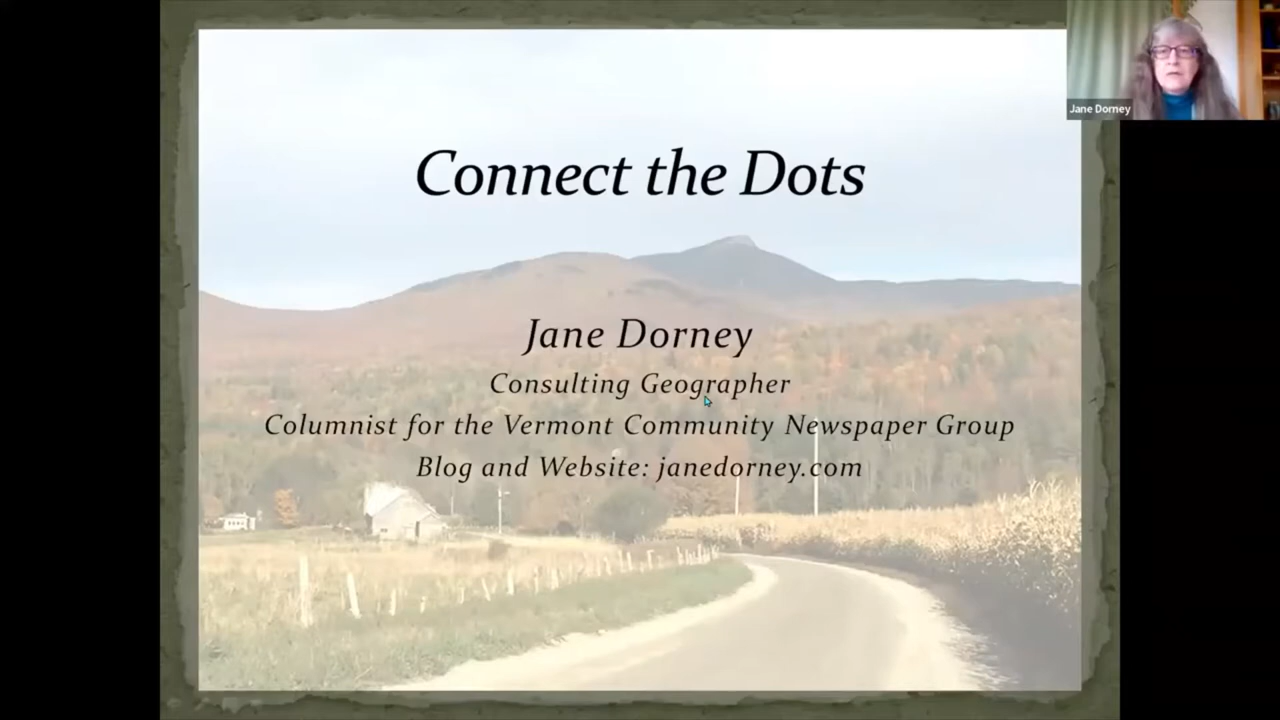 Connect the Dots
Jane Dorney
Consulting Geographer
Columnist for the Vermont Community Newspaper Group
Blog and Website: janedorney.com
Jane Dorney